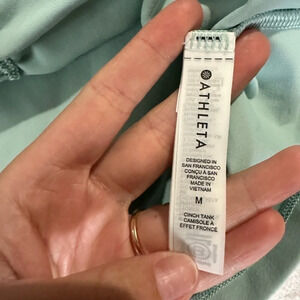 ATHLETA
DESIGNED IN
SAN FRANCISCO
CONÇU À SAN
FRANCISCO
MADE IN
VIETNAM
M
CINCH TANK
CAMISOLE À
EFFET FRONCÉ